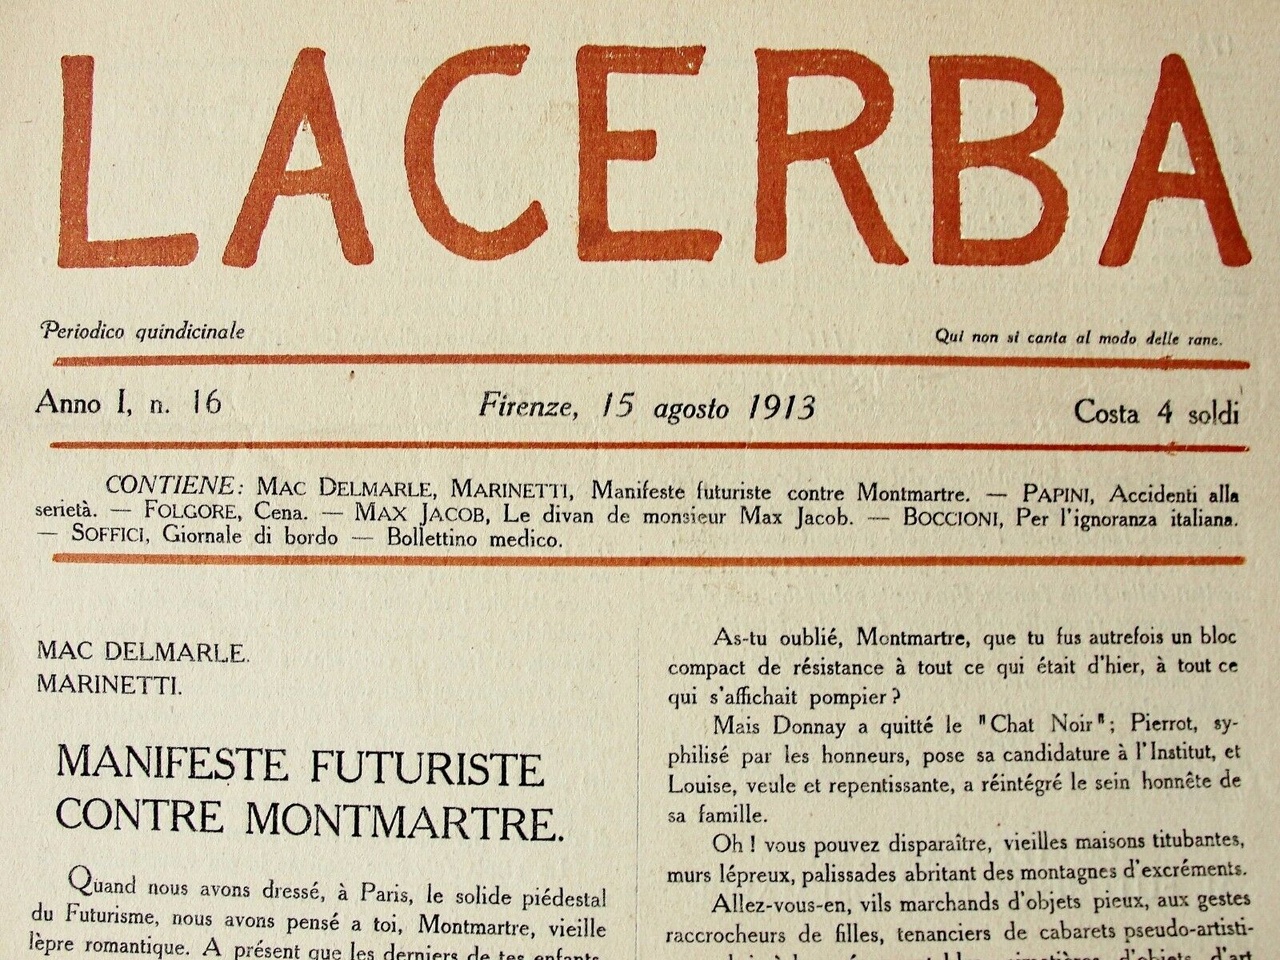 LACERBA
Periodico quindicinale
Qui non si canta al modo delle rane.
Anno I, n. 16
Firenze, 15 agosto 1913
Costa 4 soldi
CONTIENE: MAC DELMARLE, MARINETTI, Manifeste futuriste contre Montmartre. — PAPINI, Accidenti alla
serietà. — FOLGORE, Cena. — MAX JACOB, Le divan de monsieur Max Jacob. — BOCCIONI, Per l'ignoranza italiana.
— SOFFICI, Giornale di bordo — Bollettino medico.
MAC DELMARLE.
MARINETTI.
MANIFESTE FUTURISTE
CONTRE MONTMARTRE.
Quand nous avons dressé, à Paris, le solide piédestal
du Futurisme, nous avons pensé a toi, Montmartre, vieille
lèpre romantique. A présent que les derniers de tes enfants
As-tu oublié, Montmartre, que tu fus autrefois un bloc
compact de résistance à tout ce qui était d'hier, à tout ce
qui s'affichait pompier ?
Mais Donnay a quitté le "Chat Noir"; Pierrot, sy-
philisé par les honneurs, pose sa candidature à l'Institut, et
Louise, veule et repentissante, a réintégré le sein honnête de
sa famille.
Oh ! vous pouvez disparaître, vieilles maisons titubantes,
murs lépreux, palissades abritant des montagnes d'excréments.
Allez-vous-en, vils marchands d'objets pieux, aux gestes
raccrocheurs de filles, tenanciers de cabarets pseudo-artisti-
d'objets d'art